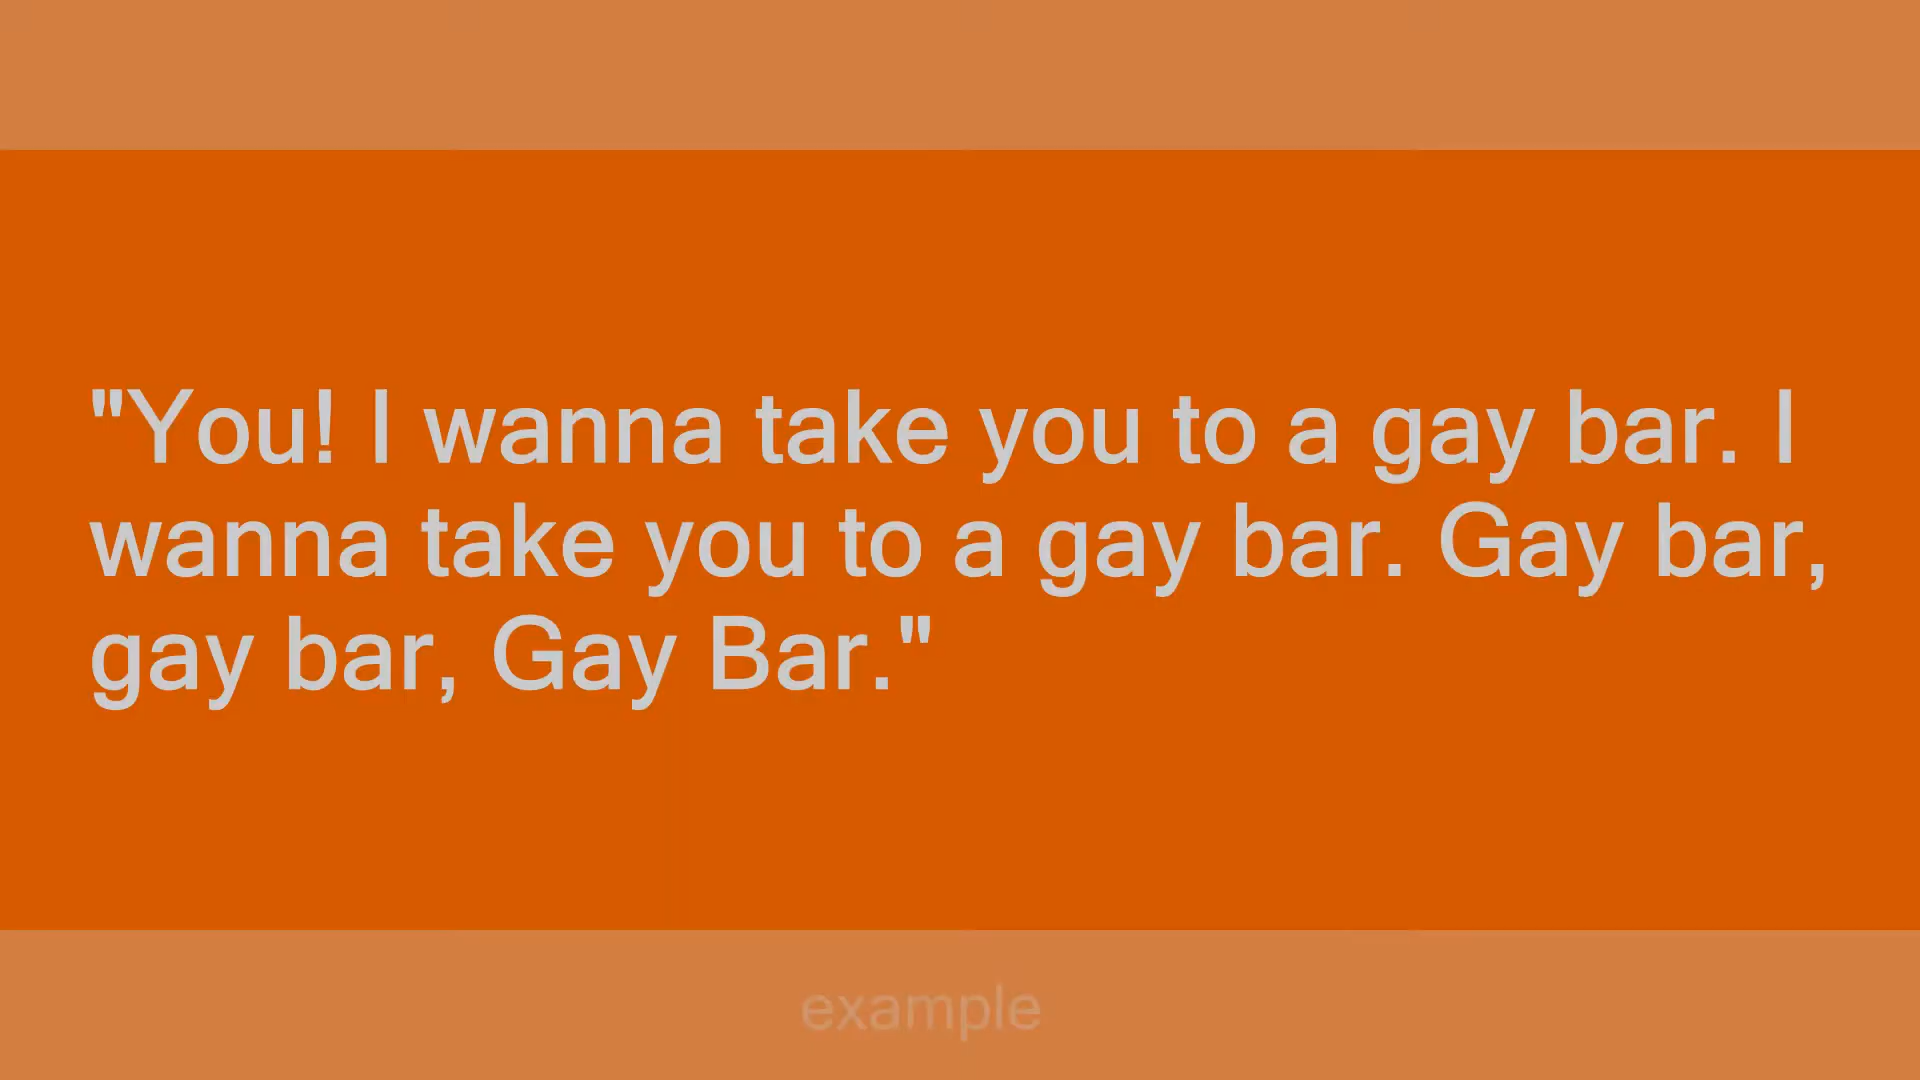 "You! I wanna take you to a gay bar. I
wanna take you to a gay bar. Gay bar,
gay bar, Gay Bar."
example